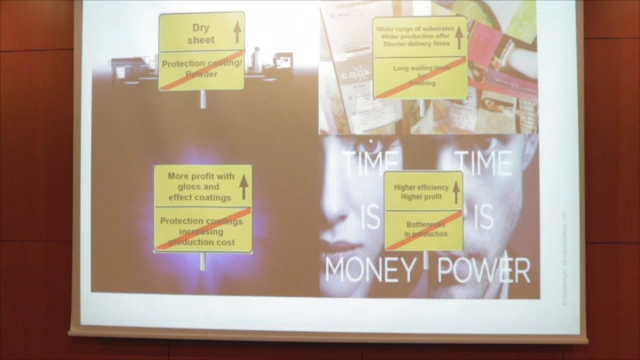 Dry
sheet
Protection coating/
Powder
Wider range of substrates
Wider production offer
Shorter delivery times
Long waiting times
finishing
More profit with
gloss and
effect coatings
Protection coatings
increasing
production cost
Higher efficiency
Higher profit
Bottlenecks
in production
TIME
IS
MONEY
TIME
IS
POWER